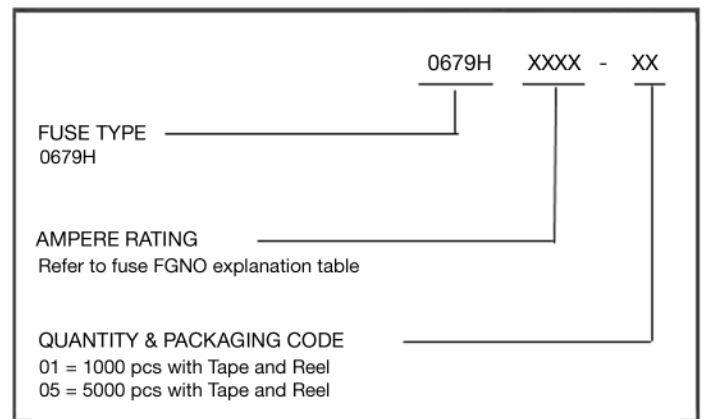 0679H XXXX - XX
FUSE TYPE
0679H
AMPERE RATING
Refer to fuse FGNO explanation table
QUANTITY & PACKAGING CODE
01 = 1000 pcs with Tape and Reel
05 = 5000 pcs with Tape and Reel